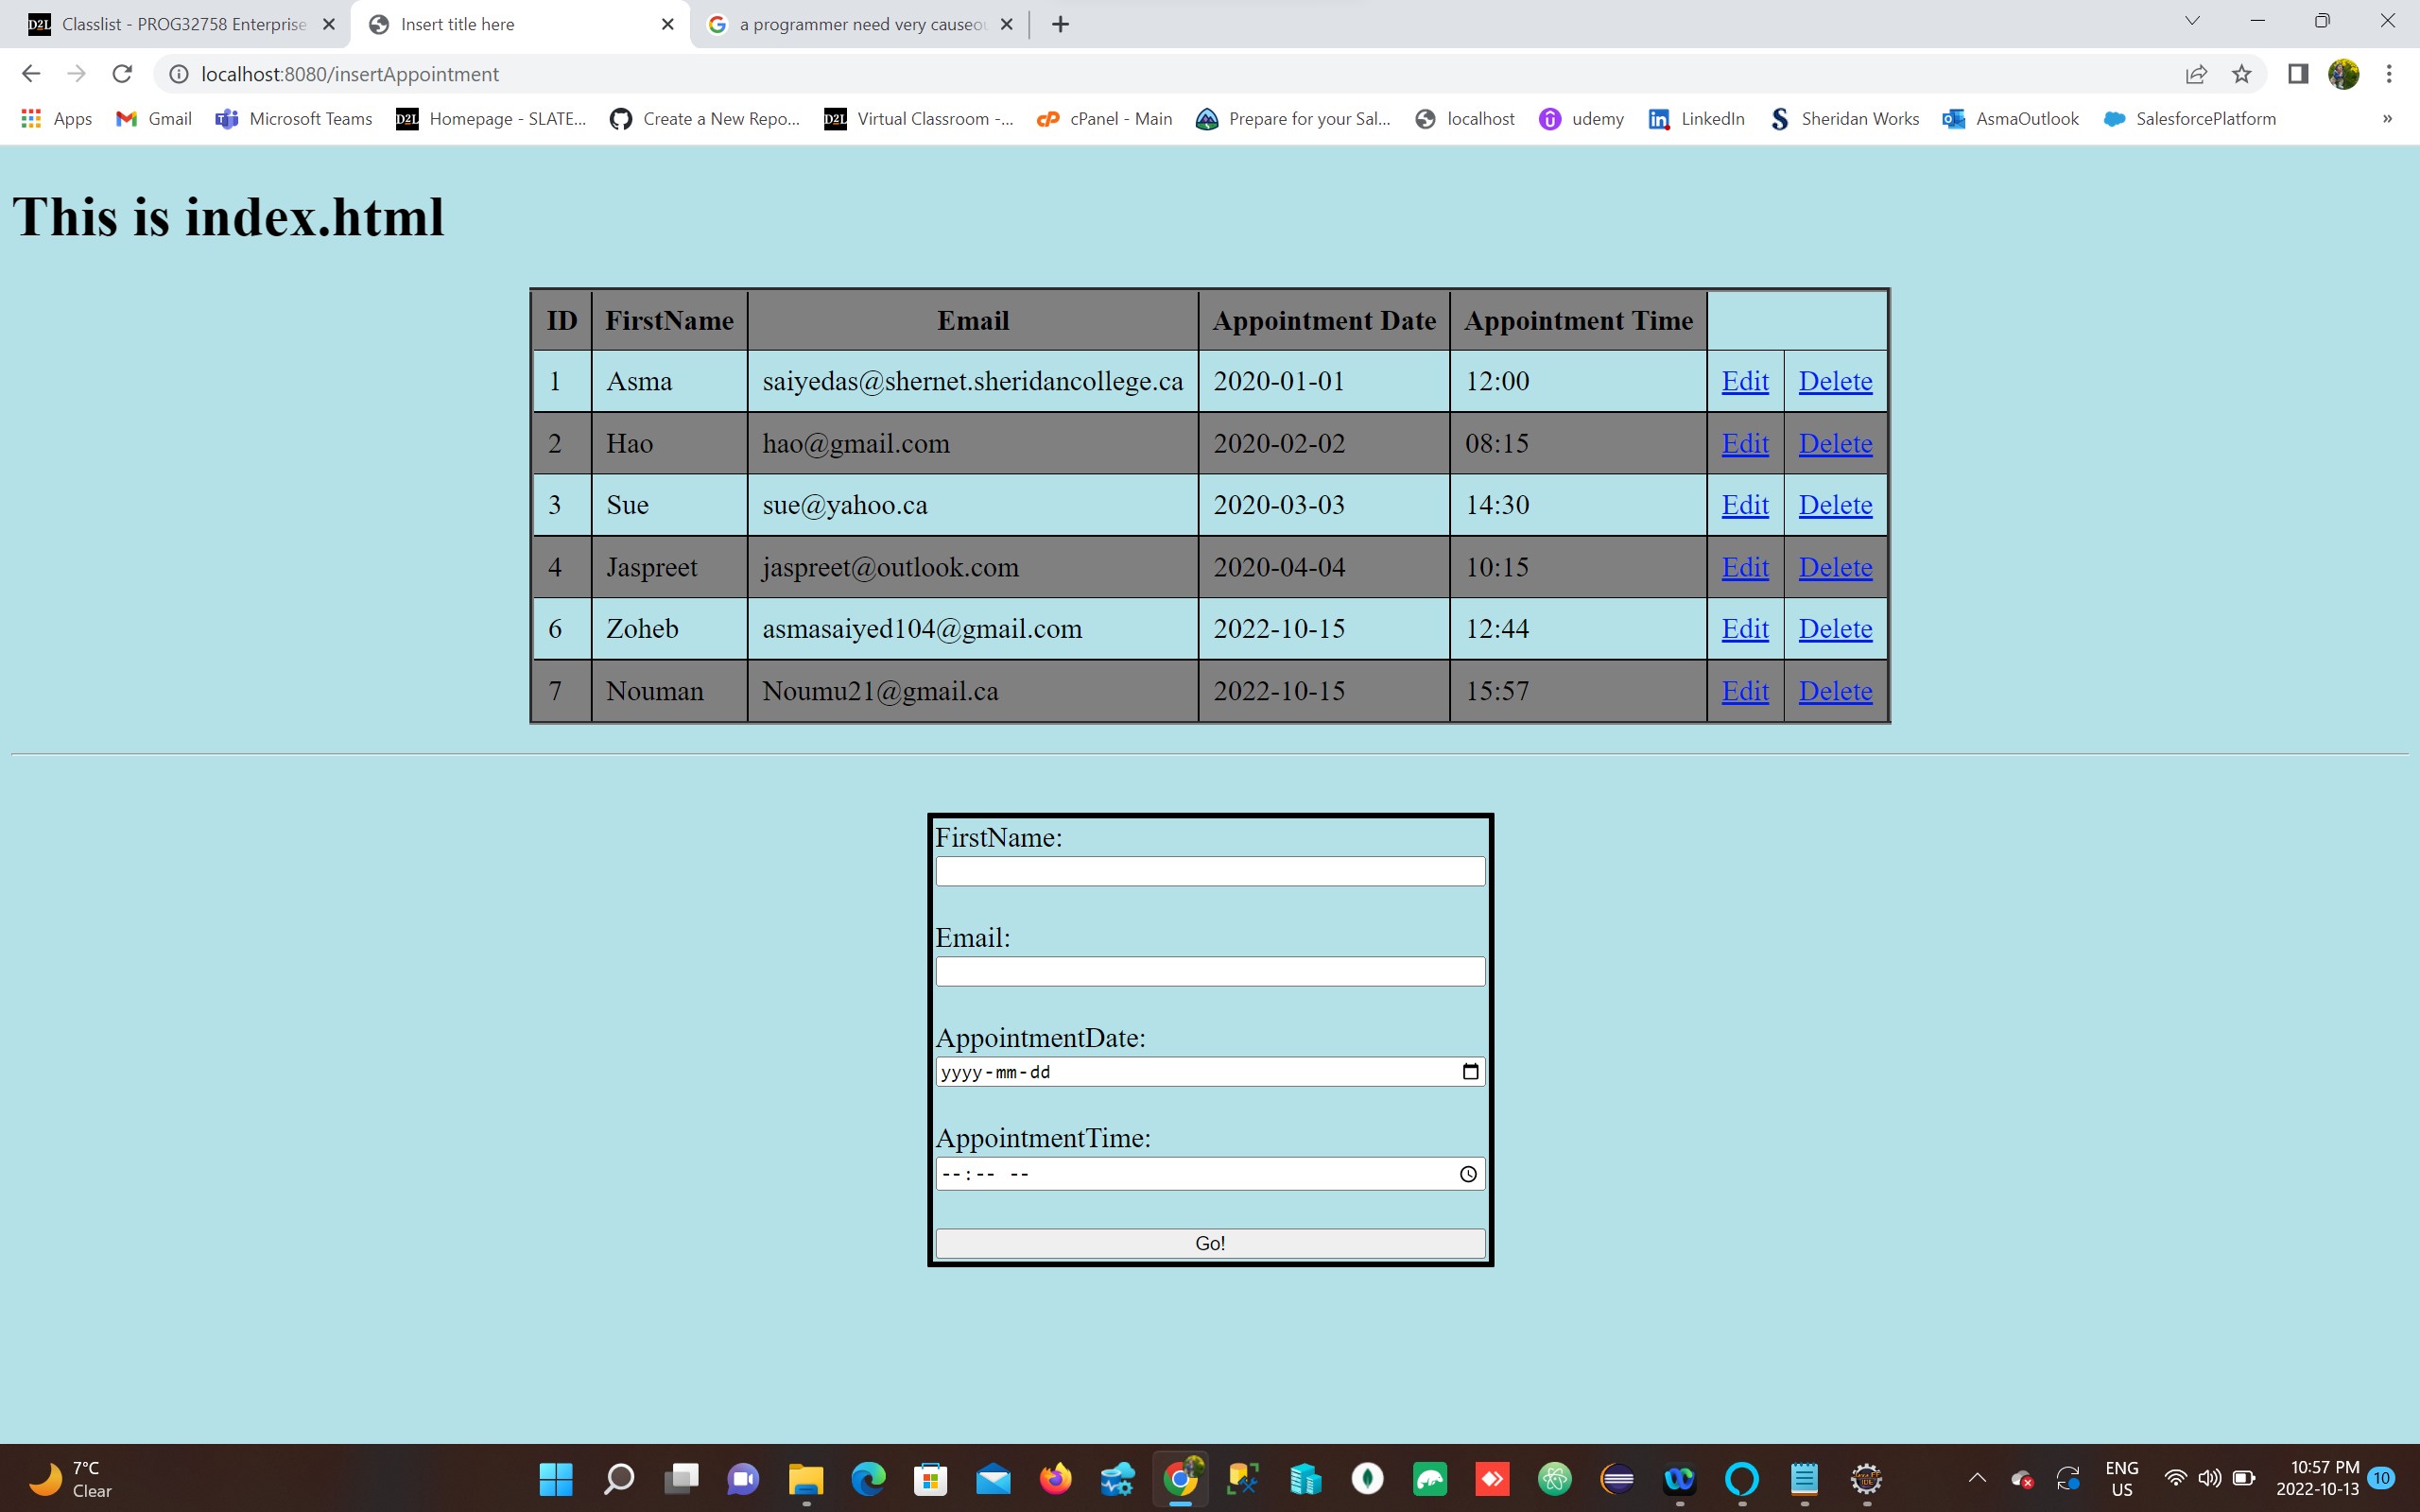 Classlist - PROG32758 Enterprise
Insert title here
a programmer need very causeou
localhost:8080/insertAppointment
Apps Gmail Microsoft Teams Homepage - SLATE... Create a New Repo... Virtual Classroom -... cPanel - Main Prepare for your Sal... localhost udemy LinkedIn Sheridan Works AsmaOutlook SalesforcePlatform »
This is index.html
ID FirstName Email Appointment Date Appointment Time
1 Asma saiyedas@shernet.sheridancollege.ca 2020-01-01 12:00 Edit Delete
2 Hao hao@gmail.com 2020-02-02 08:15 Edit Delete
3 Sue sue@yahoo.ca 2020-03-03 14:30 Edit Delete
4 Jaspreet jaspreet@outlook.com 2020-04-04 10:15 Edit Delete
6 Zoheb asmasaiyed104@gmail.com 2022-10-15 12:44 Edit Delete
7 Nouman Noumu21@gmail.ca 2022-10-15 15:57 Edit Delete
FirstName:
Email:
AppointmentDate:
yyyy-mm-dd
AppointmentTime:
--:-- --
Go!
7°C
Clear
ENG
US
10:57 PM
2022-10-13
10